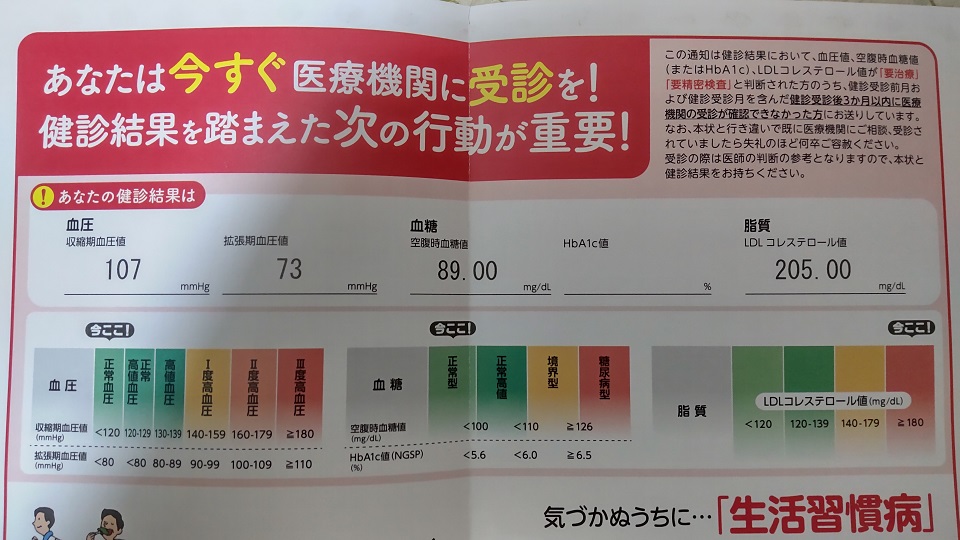 あなたは今すぐ医療機関に受診を!
健診結果を踏まえた次の行動が重要!
この通知は健診結果において、血圧値、空腹時血糖値
(またはHbA1c)、LDLコレステロール値が「要治療」
「要精密検査」と判断された方のうち、健診受診前月お
よび健診受診月を含んだ健診受診後3か月以内に医療
機関の受診が確認できなかった方にお送りしています。
なお、本状と行き違いで既に医療機関にご相談、受診さ
れていましたら失礼のほど何卒ご容赦ください。
受診の際は医師の判断の参考となりますので、本状と
健診結果をお持ちください。
! あなたの健診結果は
血圧
収縮期血圧値
107 mmHg
拡張期血圧値
73 mmHg
血糖
空腹時血糖値
89.00 mg/dL
HbA1c値
%
脂質
LDLコレステロール値
205.00 mg/dL
今ここ!
血圧
正常血圧
正常高値血圧
高値血圧
I度高血圧
II度高血圧
III度高血圧
収縮期血圧値(mmHg) <120 120-129 130-139 140-159 160-179 ≧180
拡張期血圧値(mmHg) <80 <80 80-89 90-99 100-109 ≧110
今ここ!
血糖
正常型
正常高値
境界型
糖尿病型
空腹時血糖値(mg/dL) <100 <110 ≧126
HbA1c値(NGSP)(%) <5.6 <6.0 ≧6.5
今ここ!
脂質
LDLコレステロール値(mg/dL)
<120 120-139 140-179 ≧180
気づかぬうちに…「生活習慣病」